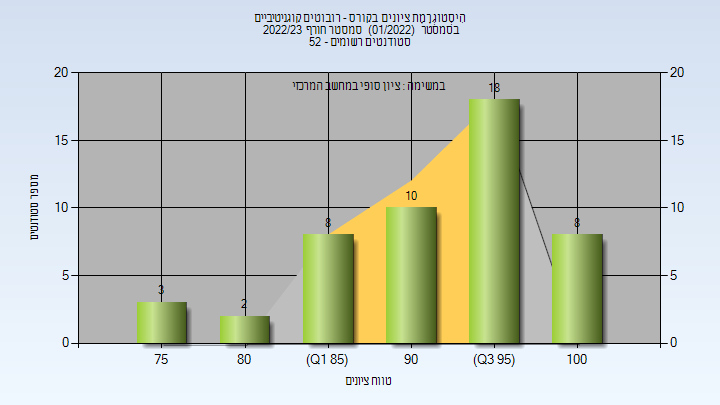 היסטוגרמת ציונים בקורס - רובוטים קוגניטיביים
בסמסטר (01/2022) סמסטר חורף 2022/23
סטודנטים רשומים - 52
במשימה : ציון סופי במחשב המרכזי
20
15
10
5
0
20
15
10
5
0
3
2
8
10
18
8
75
80
(Q1 85)
90
(Q3 95)
100
מספר סטודנטים
טווח ציונים